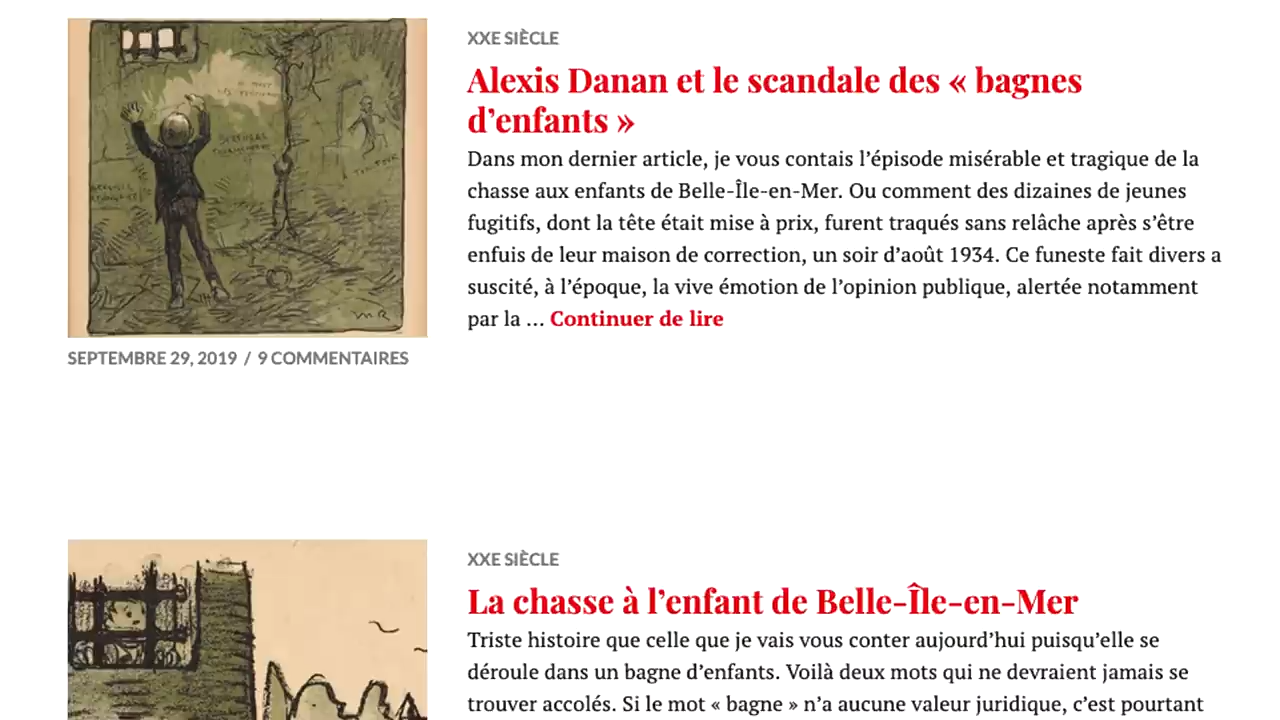 XXE SIÈCLE
Alexis Danan et le scandale des « bagnes
d’enfants »
Dans mon dernier article, je vous contais l’épisode misérable et tragique de la
chasse aux enfants de Belle-Île-en-Mer. Ou comment des dizaines de jeunes
fugitifs, dont la tête était mise à prix, furent traqués sans relâche après s’être
enfuis de leur maison de correction, un soir d’août 1934. Ce funeste fait divers a
suscité, à l’époque, la vive émotion de l’opinion publique, alertée notamment
par la … Continuer de lire
SEPTEMBRE 29, 2019 / 9 COMMENTAIRES
XXE SIÈCLE
La chasse à l’enfant de Belle-Île-en-Mer
Triste histoire que celle que je vais vous conter aujourd’hui puisqu’elle se
déroule dans un bagne d’enfants. Voilà deux mots qui ne devraient jamais se
trouver accolés. Si le mot « bagne » n’a aucune valeur juridique, c’est pourtant